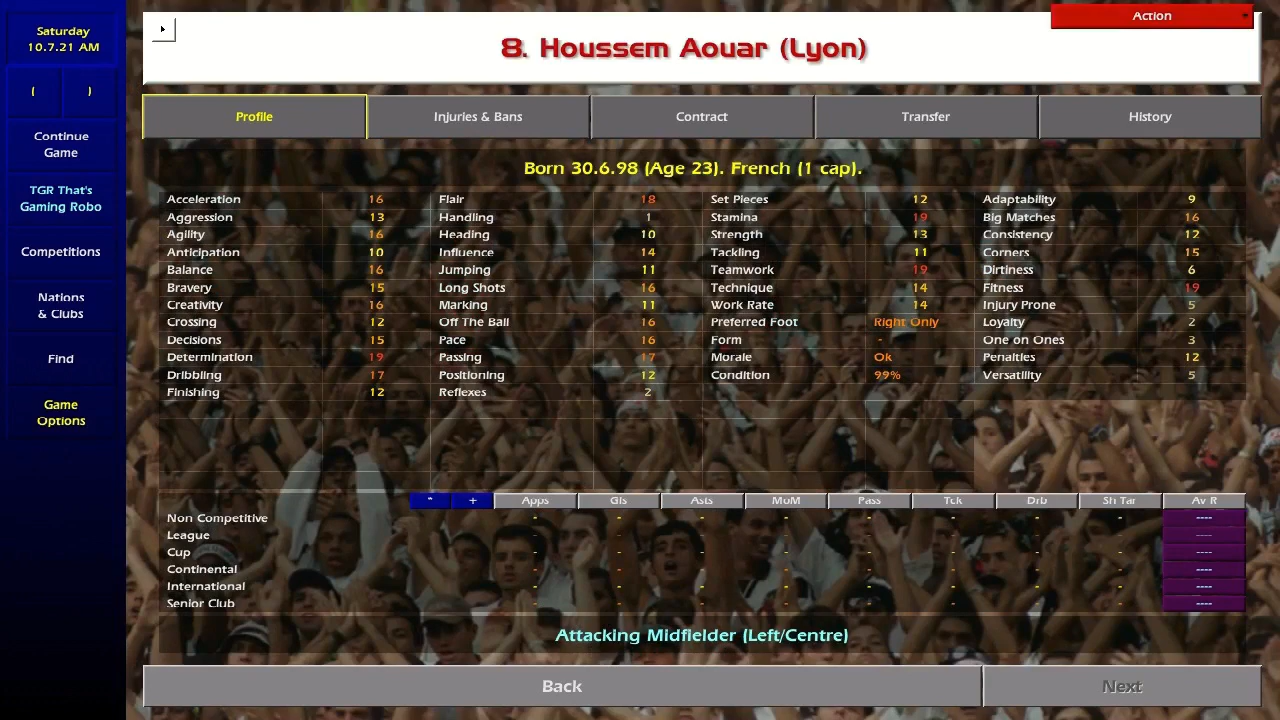 Saturday
10.7.21 AM
( )
Continue
Game
TGR That's
Gaming Robo
Competitions
Nations
& Clubs
Find
Game
Options
Action
8. Houssem Aouar (Lyon)
Profile Injuries & Bans Contract Transfer History
Born 30.6.98 (Age 23). French (1 cap).
Acceleration 16 Flair 18 Set Pieces 12 Adaptability 9
Aggression 13 Handling 1 Stamina 19 Big Matches 16
Agility 16 Heading 10 Strength 13 Consistency 12
Anticipation 10 Influence 14 Tackling 11 Corners 15
Balance 16 Jumping 11 Teamwork 19 Dirtiness 6
Bravery 15 Long Shots 16 Technique 14 Fitness 19
Creativity 16 Marking 11 Work Rate 14 Injury Prone 5
Crossing 12 Off The Ball 16 Preferred Foot Right Only Loyalty 2
Decisions 15 Pace 16 Form - One on Ones 3
Determination 19 Passing 17 Morale Ok Penalties 12
Dribbling 17 Positioning 12 Condition 99% Versatility 5
Finishing 12 Reflexes 2
* + Apps Gls Asts MoM Pass Tck Drb Sh Tar Av R
Non Competitive - - - - - - - - ----
League - - - - - - - - ----
Cup - - - - - - - - ----
Continental - - - - - - - - ----
International - - - - - - - - ----
Senior Club - - - - - - - - ----
Attacking Midfielder (Left/Centre)
Back Next